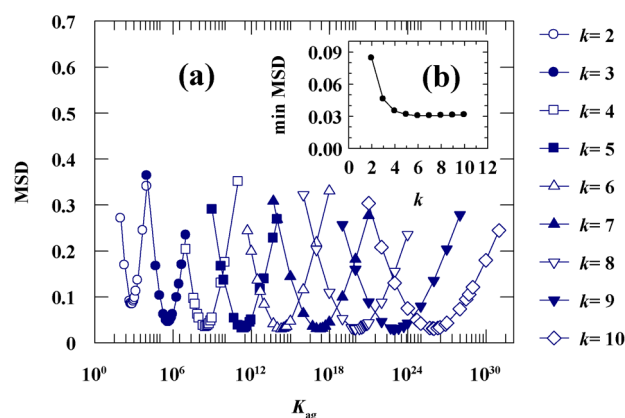 0.7
0.6
0.5
0.4
0.3
0.2
0.1
0
MSD
10⁰
10⁶
10¹²
10¹⁸
10²⁴
10³⁰
K_ag
(a)
(b)
0.09
0.06
0.03
0.00
min MSD
0 2 4 6 8 10 12
k
k = 2
k = 3
k = 4
k = 5
k = 6
k = 7
k = 8
k = 9
k = 10